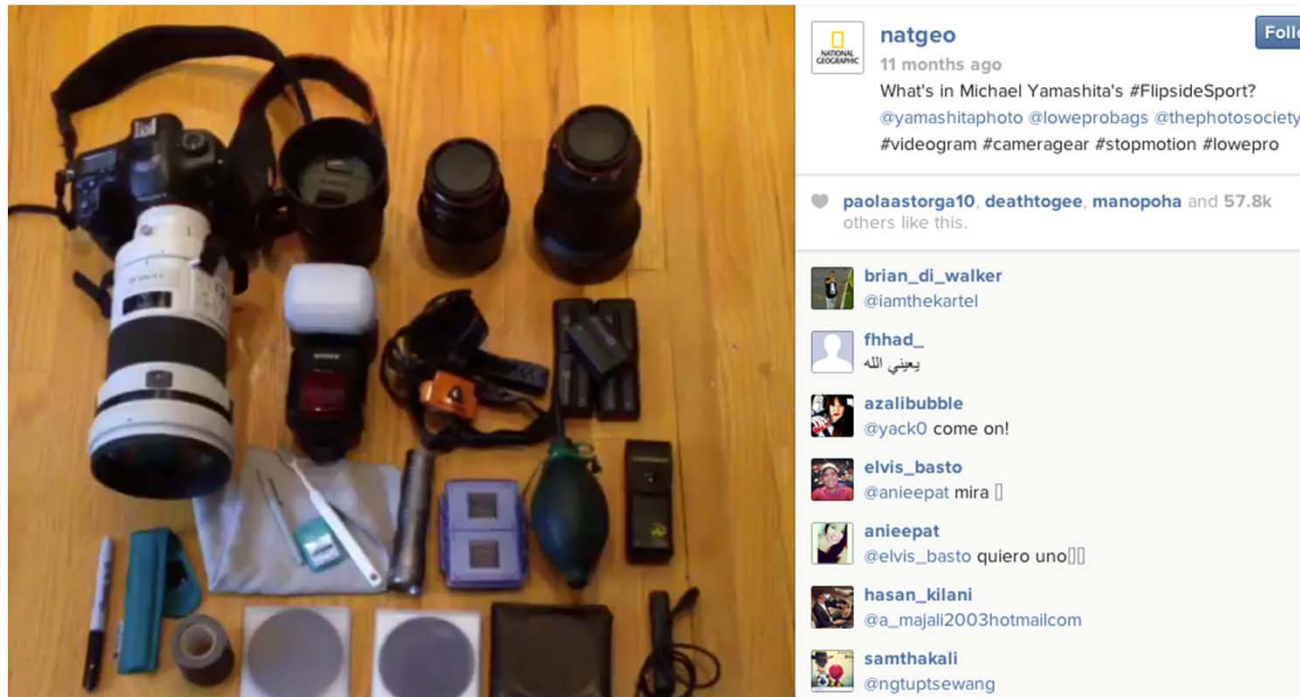 NATIONAL
GEOGRAPHIC
natgeo
Follo
11 months ago
What's in Michael Yamashita's #FlipsideSport?
@yamashitaphoto @loweprobags @thephotosociety
#videogram #cameragear #stopmotion #lowepro
paolaastorga10, deathtogee, manopoha and 57.8k
others like this.
brian_di_walker
@iamthekartel
fhhad_
يعيني الله
azalibubble
@yack0 come on!
elvis_basto
@anieepat mira
anieepat
@elvis_basto quiero uno
hasan_kilani
@a_majali2003hotmailcom
samthakali
@ngtuptsewang